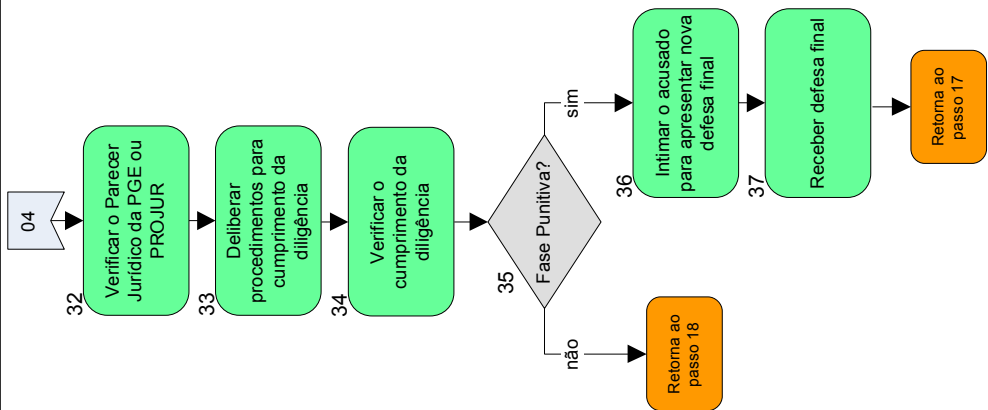 04
32
Verificar o Parecer
Jurídico da PGE ou
PROJUR
33
Deliberar
procedimentos para
cumprimento da
diligência
34
Verificar o
cumprimento da
diligência
35
Fase Punitiva?
não
Retorna ao
passo 18
sim
36
Intimar o acusado
para apresentar nova
defesa final
37
Receber defesa final
Retorna ao
passo 17